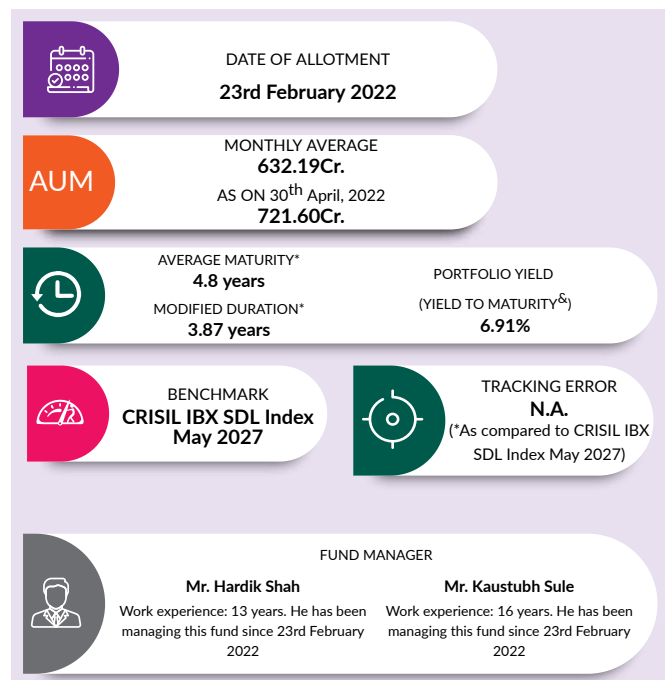 DATE OF ALLOTMENT
23rd February 2022
AUM
MONTHLY AVERAGE
632.19Cr.
AS ON 30th April, 2022
721.60Cr.
AVERAGE MATURITY*
4.8 years
MODIFIED DURATION*
3.87 years
PORTFOLIO YIELD
(YIELD TO MATURITY&)
6.91%
BENCHMARK
CRISIL IBX SDL Index
May 2027
TRACKING ERROR
N.A.
(*As compared to CRISIL IBX
SDL Index May 2027)
FUND MANAGER
Mr. Hardik Shah
Work experience: 13 years. He has been
managing this fund since 23rd February
2022
Mr. Kaustubh Sule
Work experience: 16 years. He has been
managing this fund since 23rd February
2022